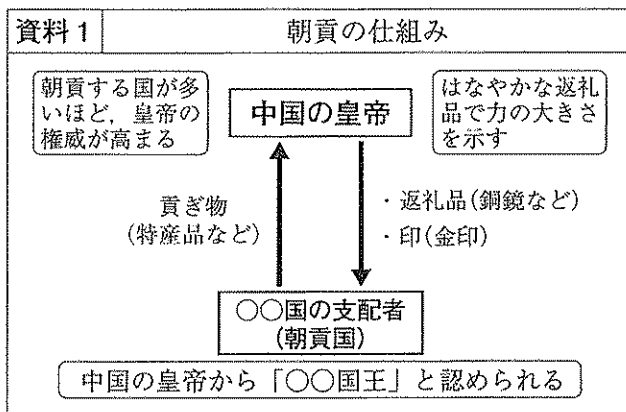 資料1
朝貢の仕組み
朝貢する国が多
いほど，皇帝の
権威が高まる
中国の皇帝
はなやかな返礼
品で力の大きさ
を示す
貢ぎ物
(特産品など)
・返礼品(銅鏡など)
・印(金印)
○○国の支配者
(朝貢国)
中国の皇帝から「○○国王」と認められる